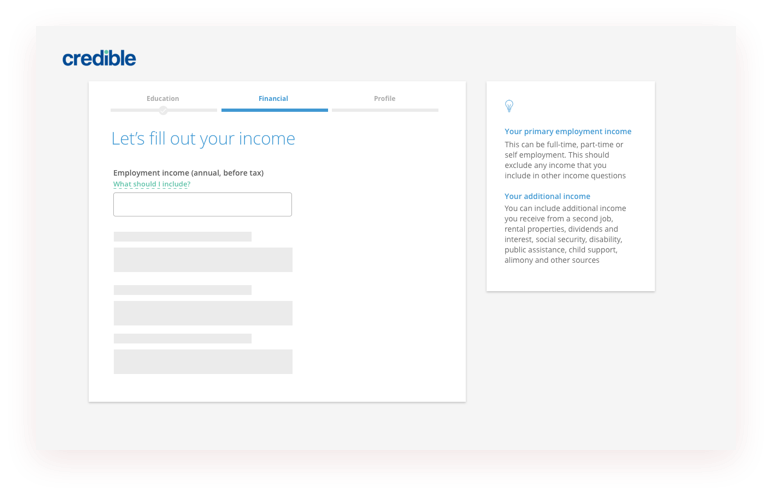 credible
Education
Financial
Profile
Let's fill out your income
Employment income (annual, before tax)
What should I include?
Your primary employment income
This can be full-time, part-time or
self employment. This should
exclude any income that you
include in other income questions
Your additional income
You can include additional income
you receive from a second job,
rental properties, dividends and
interest, social security, disability,
public assistance, child support,
alimony and other sources